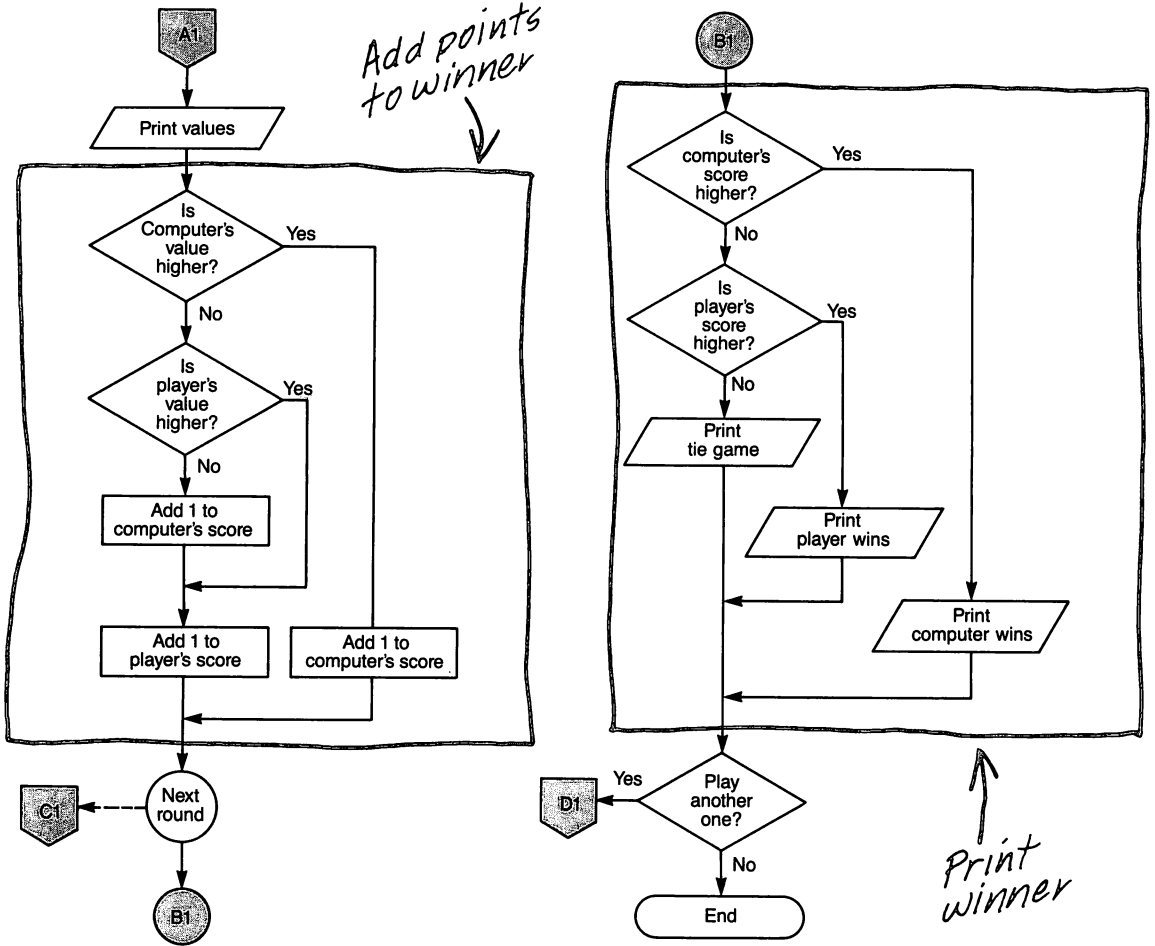 A1
Add points
to winner
Print values
Is
Computer's
value
higher?
Yes
No
Is
player's
value
higher?
Yes
No
Add 1 to
computer's score
Add 1 to
player's score
Add 1 to
computer's score
Next
round
C1
B1
B1
Is
computer's
score
higher?
Yes
No
Is
player's
score
higher?
Yes
No
Print
tie game
Print
player wins
Print
computer wins
Play
another
one?
Yes
D1
No
End
Print
winner